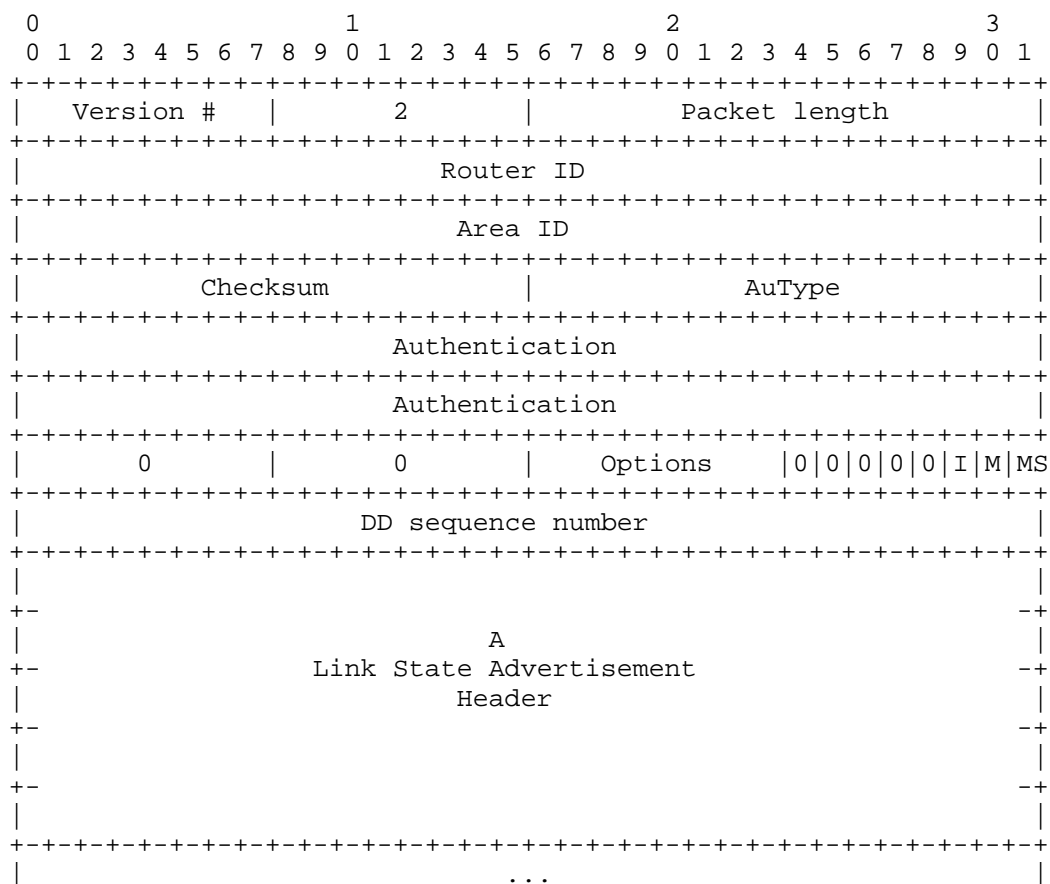 0                   1                   2                   3
 0 1 2 3 4 5 6 7 8 9 0 1 2 3 4 5 6 7 8 9 0 1 2 3 4 5 6 7 8 9 0 1
+-+-+-+-+-+-+-+-+-+-+-+-+-+-+-+-+-+-+-+-+-+-+-+-+-+-+-+-+-+-+-+-+
|   Version #   |       2       |         Packet length         |
+-+-+-+-+-+-+-+-+-+-+-+-+-+-+-+-+-+-+-+-+-+-+-+-+-+-+-+-+-+-+-+-+
|                          Router ID                            |
+-+-+-+-+-+-+-+-+-+-+-+-+-+-+-+-+-+-+-+-+-+-+-+-+-+-+-+-+-+-+-+-+
|                           Area ID                             |
+-+-+-+-+-+-+-+-+-+-+-+-+-+-+-+-+-+-+-+-+-+-+-+-+-+-+-+-+-+-+-+-+
|           Checksum            |             AuType            |
+-+-+-+-+-+-+-+-+-+-+-+-+-+-+-+-+-+-+-+-+-+-+-+-+-+-+-+-+-+-+-+-+
|                       Authentication                          |
+-+-+-+-+-+-+-+-+-+-+-+-+-+-+-+-+-+-+-+-+-+-+-+-+-+-+-+-+-+-+-+-+
|                       Authentication                          |
+-+-+-+-+-+-+-+-+-+-+-+-+-+-+-+-+-+-+-+-+-+-+-+-+-+-+-+-+-+-+-+-+
|       0       |       0       |    Options    |0|0|0|0|0|I|M|MS
+-+-+-+-+-+-+-+-+-+-+-+-+-+-+-+-+-+-+-+-+-+-+-+-+-+-+-+-+-+-+-+-+
|                     DD sequence number                        |
+-+-+-+-+-+-+-+-+-+-+-+-+-+-+-+-+-+-+-+-+-+-+-+-+-+-+-+-+-+-+-+-+
|                                                               |
+-                                                             -+
|                             A                                 |
+-                 Link State Advertisement                    -+
|                           Header                              |
+-                                                             -+
|                                                               |
+-                                                             -+
|                                                               |
+-+-+-+-+-+-+-+-+-+-+-+-+-+-+-+-+-+-+-+-+-+-+-+-+-+-+-+-+-+-+-+-+
|                              ...                              |